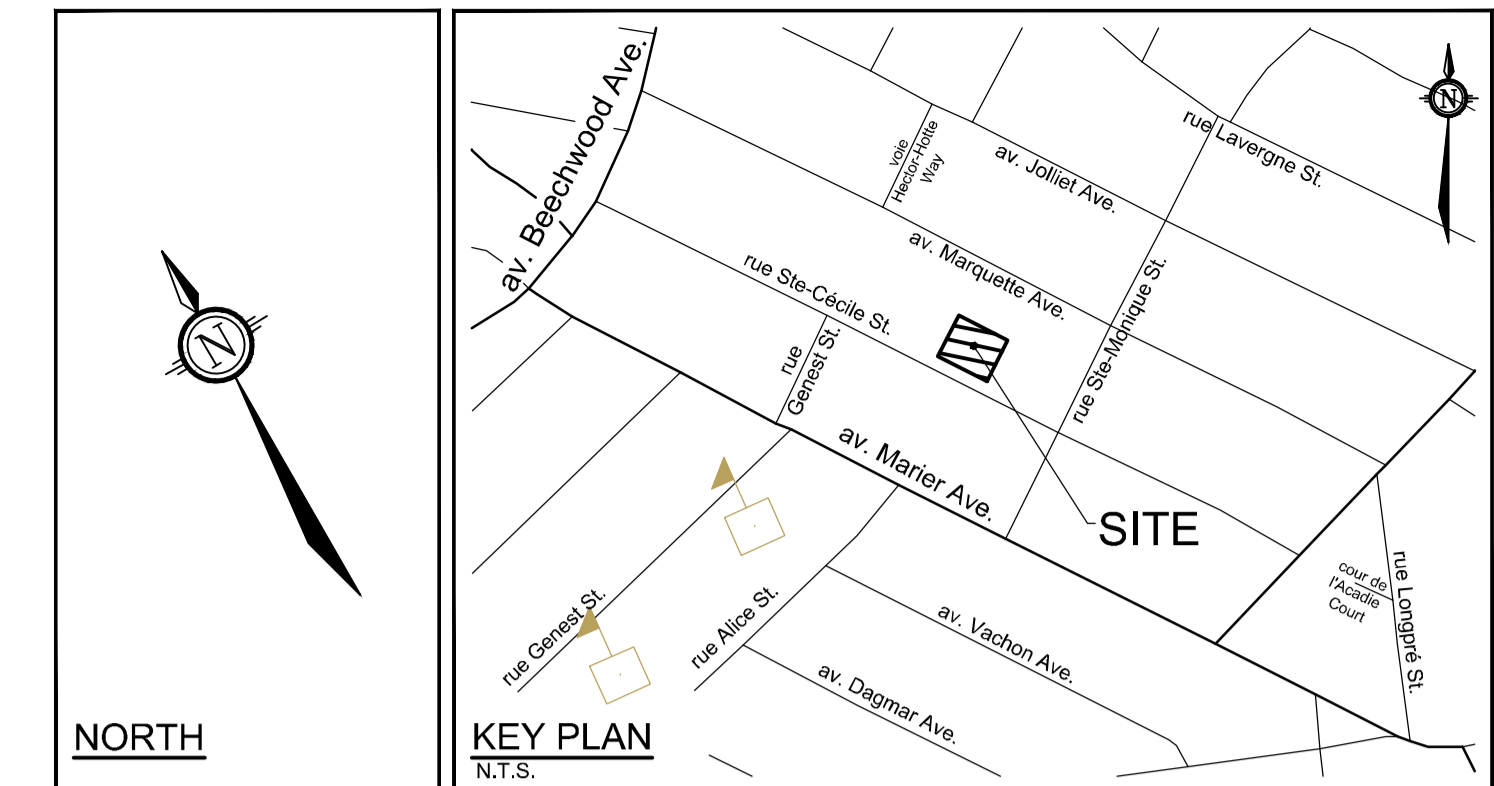 N
NORTH
av. Beechwood Ave.
voie
Hector-Hotte
Way
av. Jolliet Ave.
rue Lavergne St.
N
av. Marquette Ave.
rue Ste-Cécile St.
rue
Genest St.
rue Ste-Monique St.
av. Marier Ave.
SITE
rue Genest St.
rue Alice St.
av. Vachon Ave.
av. Dagmar Ave.
cour de
l'Acadie
Court
rue Longpré St.
KEY PLAN
N.T.S.